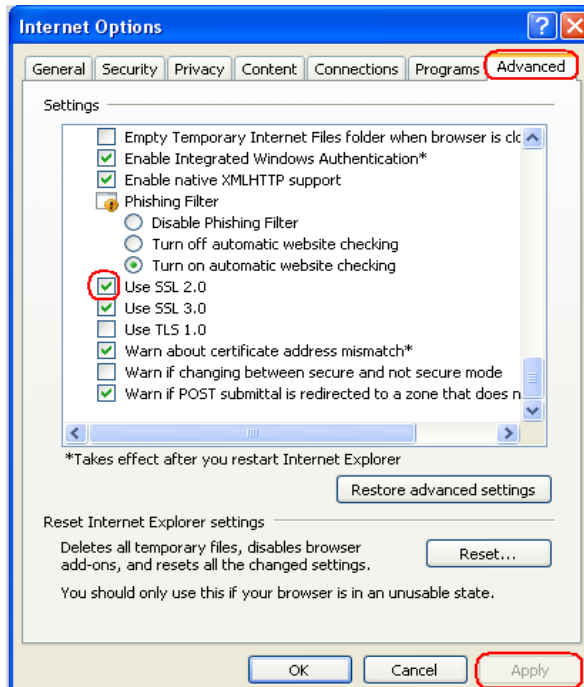 Internet Options
General Security Privacy Content Connections Programs Advanced
Settings
Empty Temporary Internet Files folder when browser is clo
Enable Integrated Windows Authentication*
Enable native XMLHTTP support
Phishing Filter
Disable Phishing Filter
Turn off automatic website checking
Turn on automatic website checking
Use SSL 2.0
Use SSL 3.0
Use TLS 1.0
Warn about certificate address mismatch*
Warn if changing between secure and not secure mode
Warn if POST submittal is redirected to a zone that does n
*Takes effect after you restart Internet Explorer
Restore advanced settings
Reset Internet Explorer settings
Deletes all temporary files, disables browser
add-ons, and resets all the changed settings.
Reset...
You should only use this if your browser is in an unusable state.
OK Cancel Apply